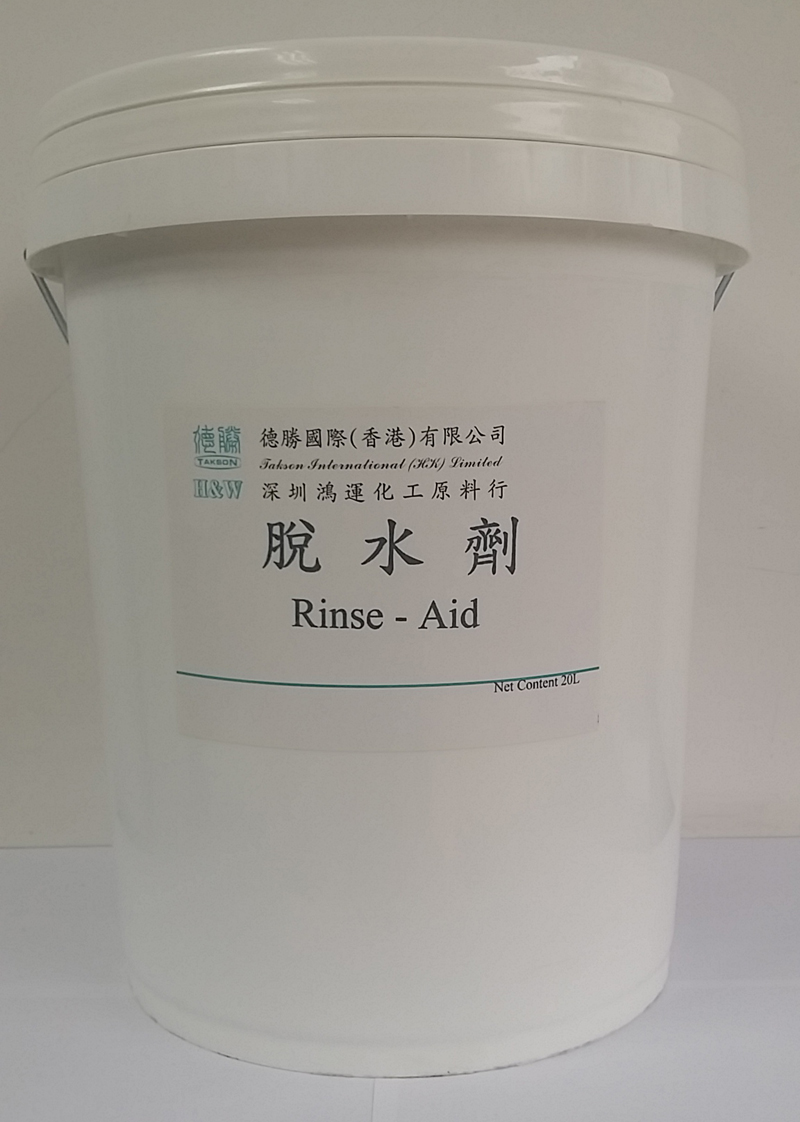 德勝
TAKSON
H&W
德勝國際(香港)有限公司
Takson International (HK) Limited
深圳鴻運化工原料行
脫水劑
Rinse - Aid
Net Content 20L